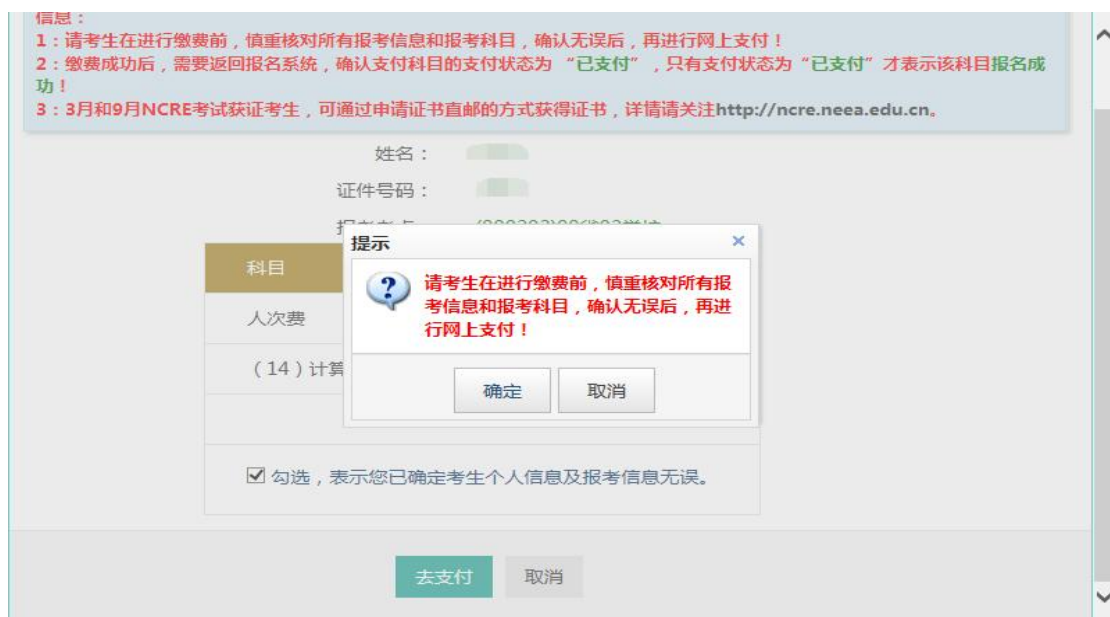 信息：
1：请考生在进行缴费前，慎重核对所有报考信息和报考科目，确认无误后，再进行网上支付！
2：缴费成功后，需要返回报名系统，确认支付科目的支付状态为 “已支付” ，只有支付状态为“已支付”才表示该科目报名成
功！
3：3月和9月NCRE考试获证考生，可通过申请证书直邮的方式获得证书，详情请关注http://ncre.neea.edu.cn。
姓名：
证件号码：
提示
×
科目
请考生在进行缴费前，慎重核对所有报
考信息和报考科目，确认无误后，再进
行网上支付！
人次费
（14）计算
确定
取消
勾选，表示您已确定考生个人信息及报考信息无误。
去支付
取消